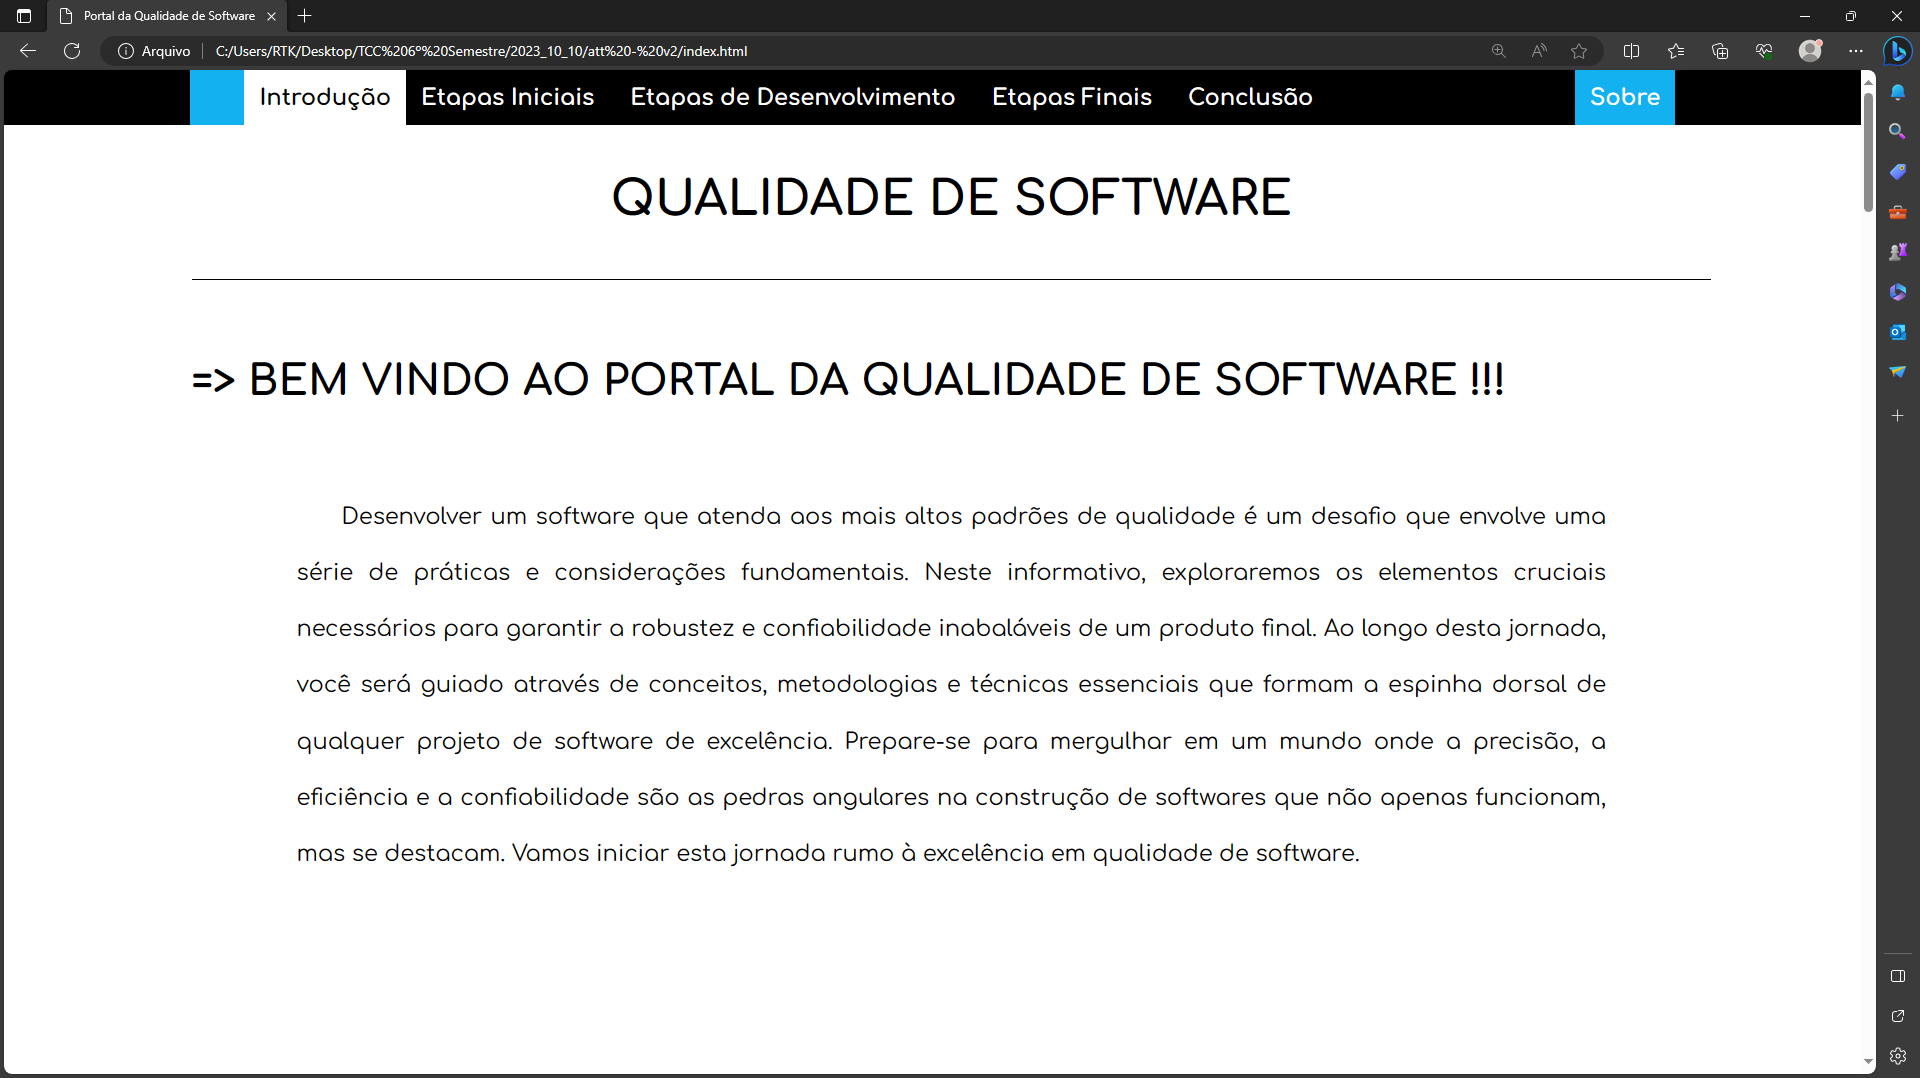 Portal da Qualidade de Software
Arquivo
C:/Users/RTK/Desktop/TCC%206º%20Semestre/2023_10_10/att%20-%20v2/index.html
Introdução Etapas Iniciais Etapas de Desenvolvimento Etapas Finais Conclusão Sobre
QUALIDADE DE SOFTWARE
=> BEM VINDO AO PORTAL DA QUALIDADE DE SOFTWARE !!!
Desenvolver um software que atenda aos mais altos padrões de qualidade é um desafio que envolve uma
série de práticas e considerações fundamentais. Neste informativo, exploraremos os elementos cruciais
necessários para garantir a robustez e confiabilidade inabaláveis de um produto final. Ao longo desta jornada,
você será guiado através de conceitos, metodologias e técnicas essenciais que formam a espinha dorsal de
qualquer projeto de software de excelência. Prepare-se para mergulhar em um mundo onde a precisão, a
eficiência e a confiabilidade são as pedras angulares na construção de softwares que não apenas funcionam,
mas se destacam. Vamos iniciar esta jornada rumo à excelência em qualidade de software.